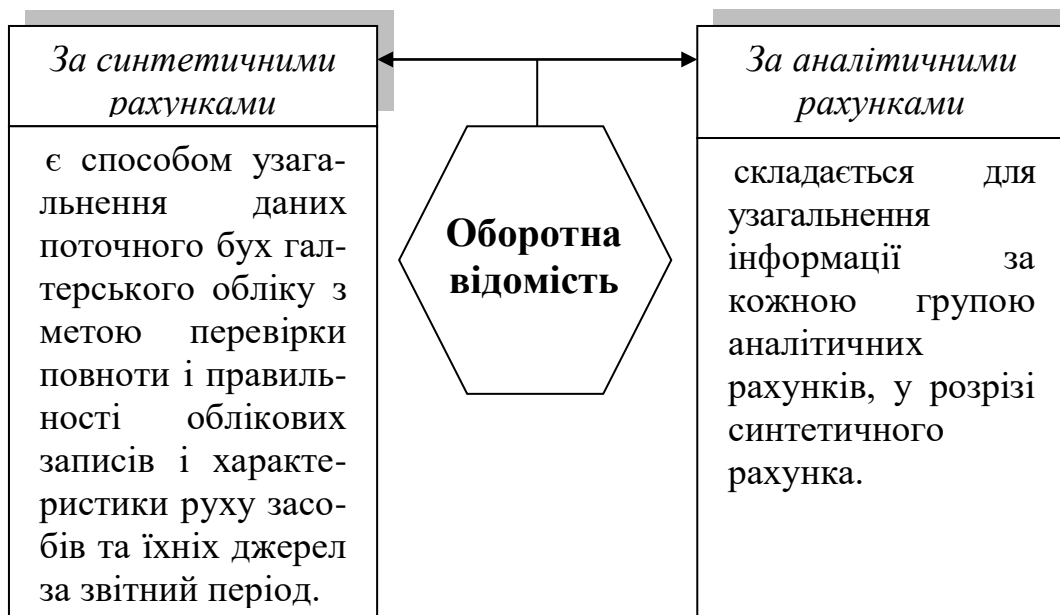 За синтетичними
рахунками
є способом узага-
льнення даних
поточного бух гал-
терського обліку з
метою перевірки
повноти і правиль-
ності облікових
записів і характе-
ристики руху засо-
бів та їхніх джерел
за звітний період.
Оборотна
відомість
За аналітичними
рахунками
складається для
узагальнення
інформації за
кожною групою
аналітичних
рахунків, у розрізі
синтетичного
рахунка.